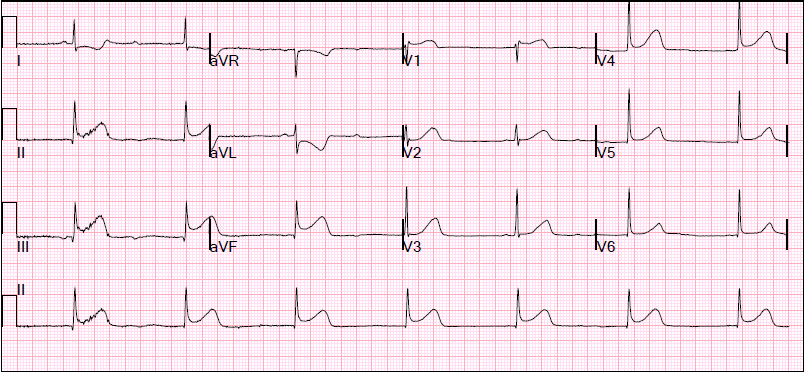 I aVR V1 V4
II aVL V2 V5
III aVF V3 V6
II